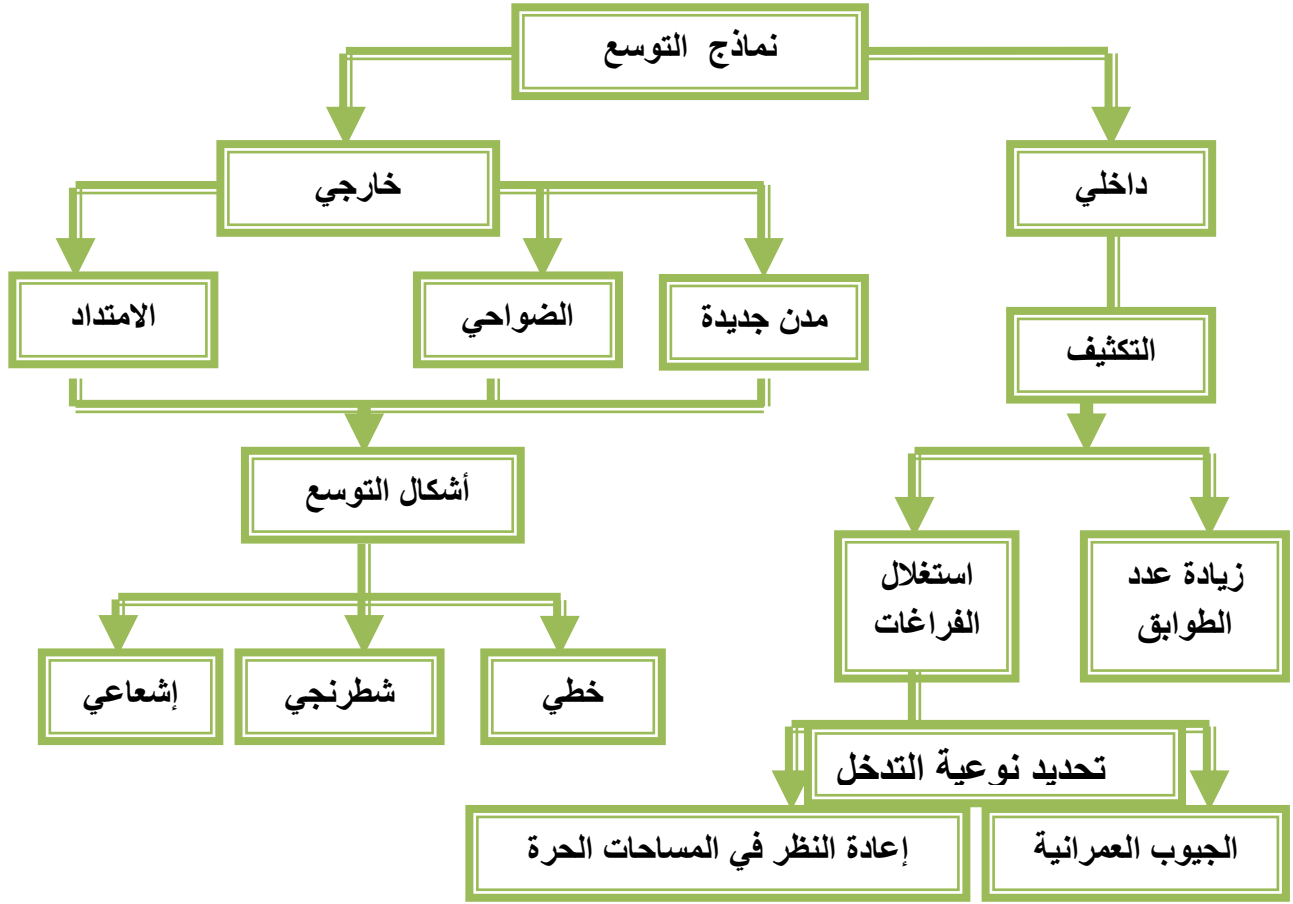 نماذج التوسع
داخلي
خارجي
مدن جديدة
الضواحي
الامتداد
التكثيف
أشكال التوسع
زيادة عدد
الطوابق
استغلال
الفراغات
خطي
شطرنجي
إشعاعي
تحديد نوعية التدخل
الجيوب العمرانية
إعادة النظر في المساحات الحرة